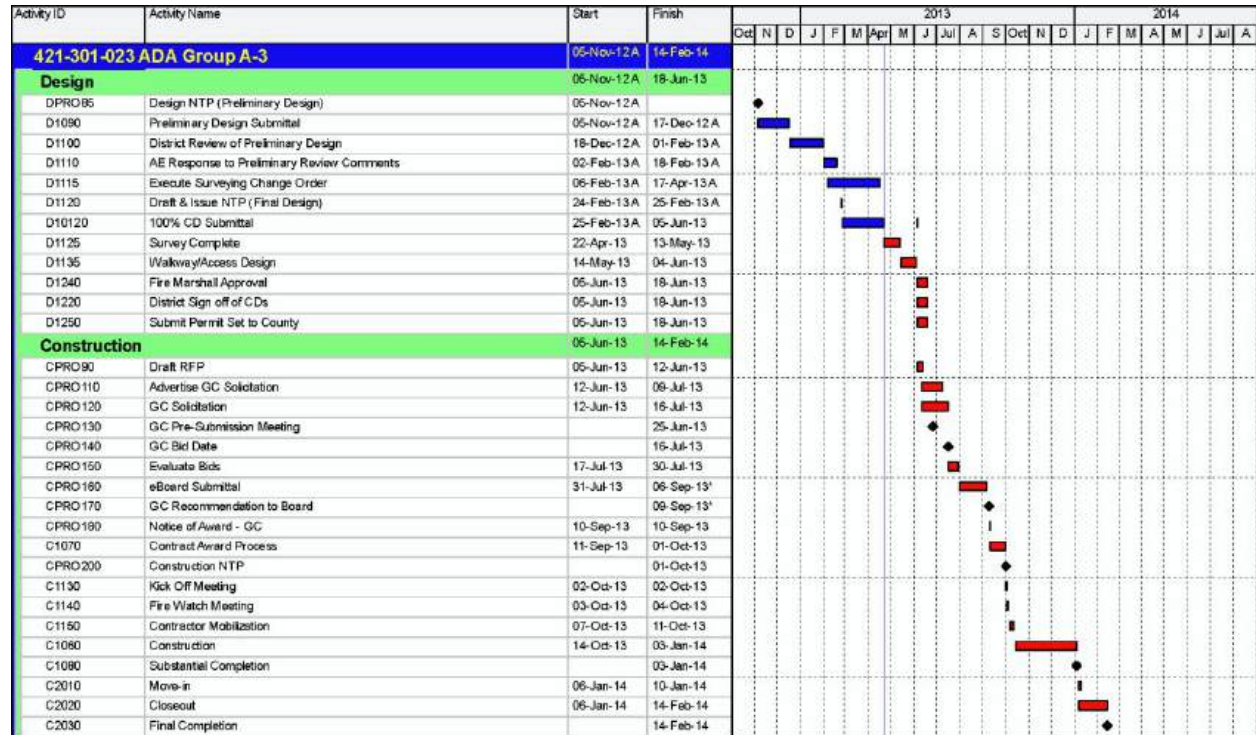 Activity ID Activity Name Start Finish 2013 2014
Oct N D J F M Apr M J Jul A S Oct N D J F M A M J Jul A
421-301-023 ADA Group A-3 05-Nov-12 A 14-Feb-14
Design 05-Nov-12 A 18-Jun-13
DPRO85 Design NTP (Preliminary Design) 05-Nov-12 A
D1090 Preliminary Design Submittal 05-Nov-12 A 17-Dec-12 A
D1100 District Review of Preliminary Design 18-Dec-12 A 01-Feb-13 A
D1110 AE Response to Preliminary Review Comments 02-Feb-13 A 18-Feb-13 A
D1115 Execute Surveying Change Order 06-Feb-13 A 17-Apr-13 A
D1120 Draft & Issue NTP (Final Design) 24-Feb-13 A 25-Feb-13 A
D10120 100% CD Submittal 25-Feb-13 A 05-Jun-13
D1125 Survey Complete 22-Apr-13 13-May-13
D1135 Walkway/Access Design 14-May-13 04-Jun-13
D1240 Fire Marshall Approval 05-Jun-13 18-Jun-13
D1220 District Sign off of CDs 05-Jun-13 18-Jun-13
D1250 Submit Permit Set to County 05-Jun-13 18-Jun-13
Construction 05-Jun-13 14-Feb-14
CPRO90 Draft RFP 05-Jun-13 12-Jun-13
CPRO110 Advertise GC Solicitation 12-Jun-13 09-Jul-13
CPRO120 GC Solicitation 12-Jun-13 16-Jul-13
CPRO130 GC Pre-Submission Meeting 25-Jun-13
CPRO140 GC Bid Date 16-Jul-13
CPRO150 Evaluate Bids 17-Jul-13 30-Jul-13
CPRO160 eBoard Submittal 31-Jul-13 06-Sep-13*
CPRO170 GC Recommendation to Board 09-Sep-13*
CPRO180 Notice of Award - GC 10-Sep-13 10-Sep-13
C1070 Contract Award Process 11-Sep-13 01-Oct-13
CPRO200 Construction NTP 01-Oct-13
C1130 Kick Off Meeting 02-Oct-13 02-Oct-13
C1140 Fire Watch Meeting 03-Oct-13 04-Oct-13
C1150 Contractor Mobilization 07-Oct-13 11-Oct-13
C1060 Construction 14-Oct-13 03-Jan-14
C1080 Substantial Completion 03-Jan-14
C2010 Move-in 06-Jan-14 10-Jan-14
C2020 Closeout 06-Jan-14 14-Feb-14
C2030 Final Completion 14-Feb-14